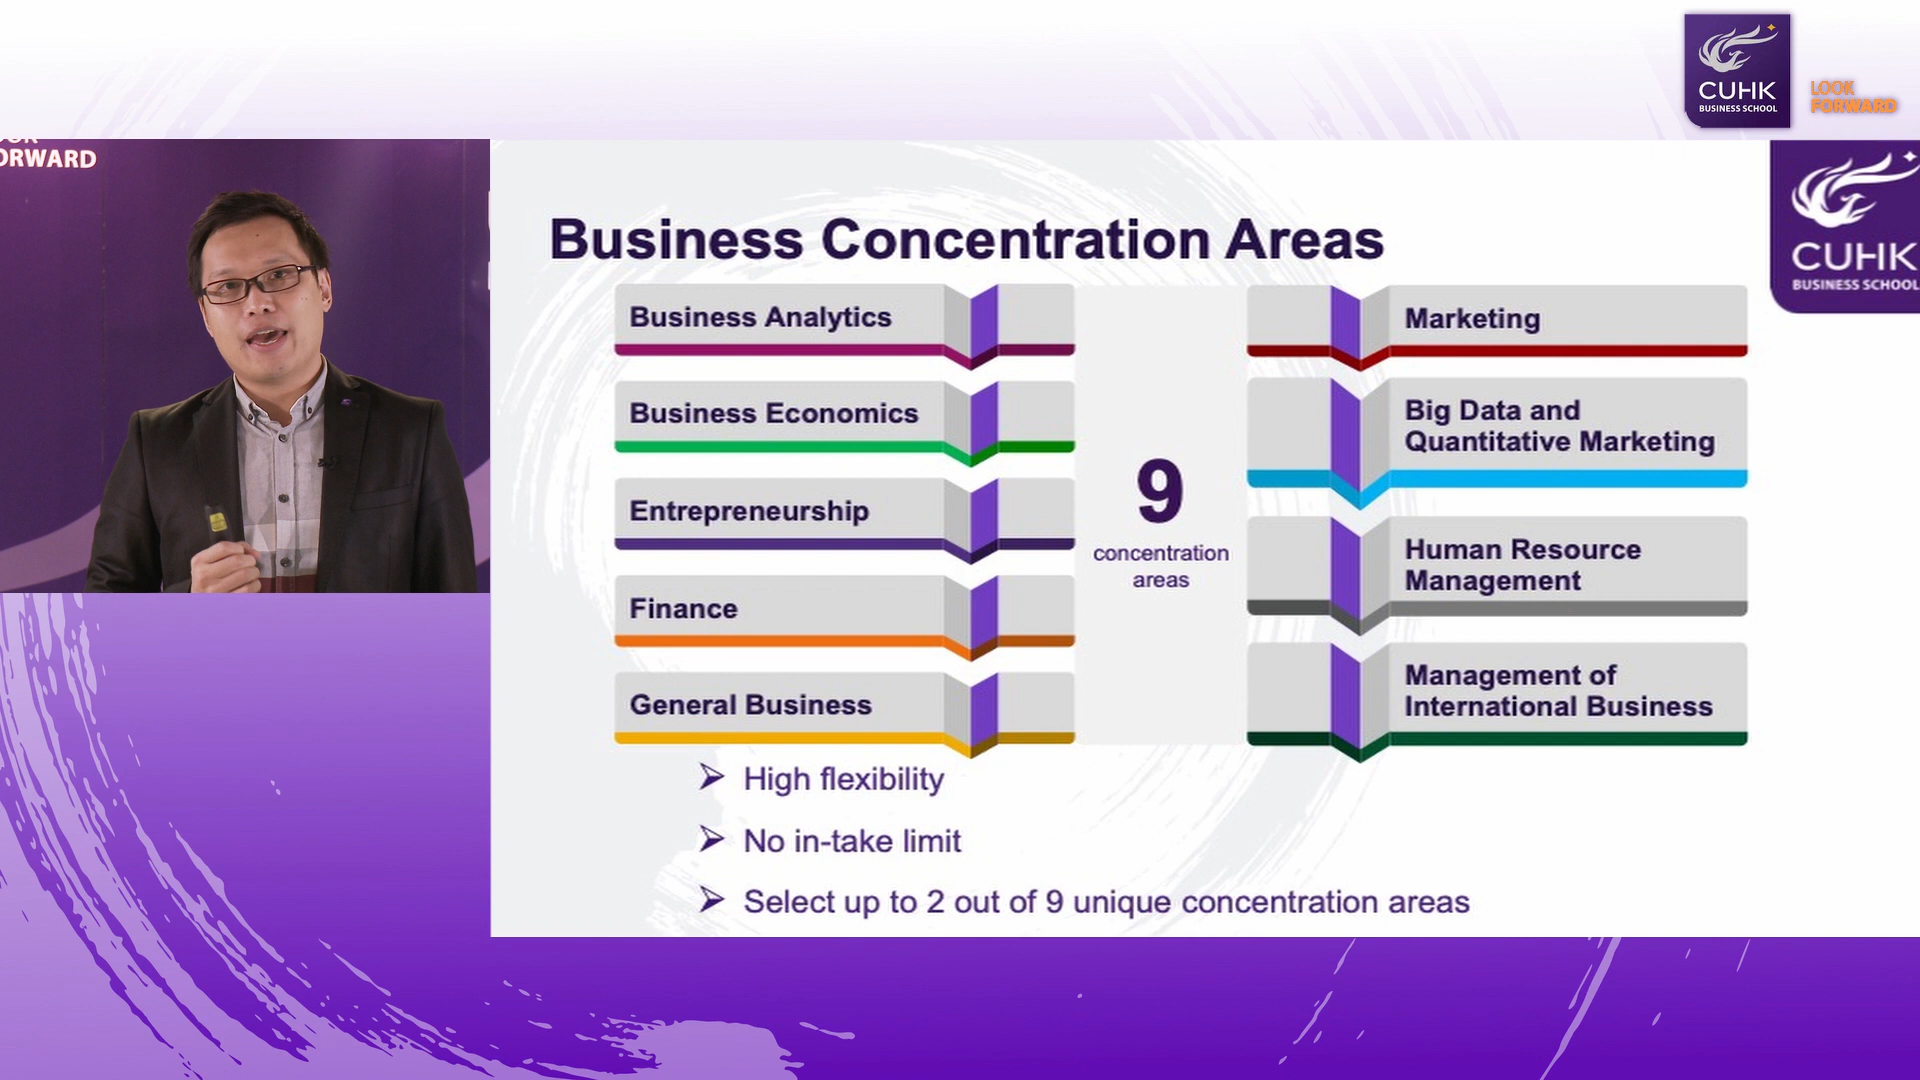 CUHK
BUSINESS SCHOOL
LOOK
FORWARD
ORWARD
CUHK
BUSINESS SCHOOL
Business Concentration Areas
Business Analytics
Business Economics
Entrepreneurship
Finance
General Business
9
concentration
areas
Marketing
Big Data and
Quantitative Marketing
Human Resource
Management
Management of
International Business
High flexibility
No in-take limit
Select up to 2 out of 9 unique concentration areas